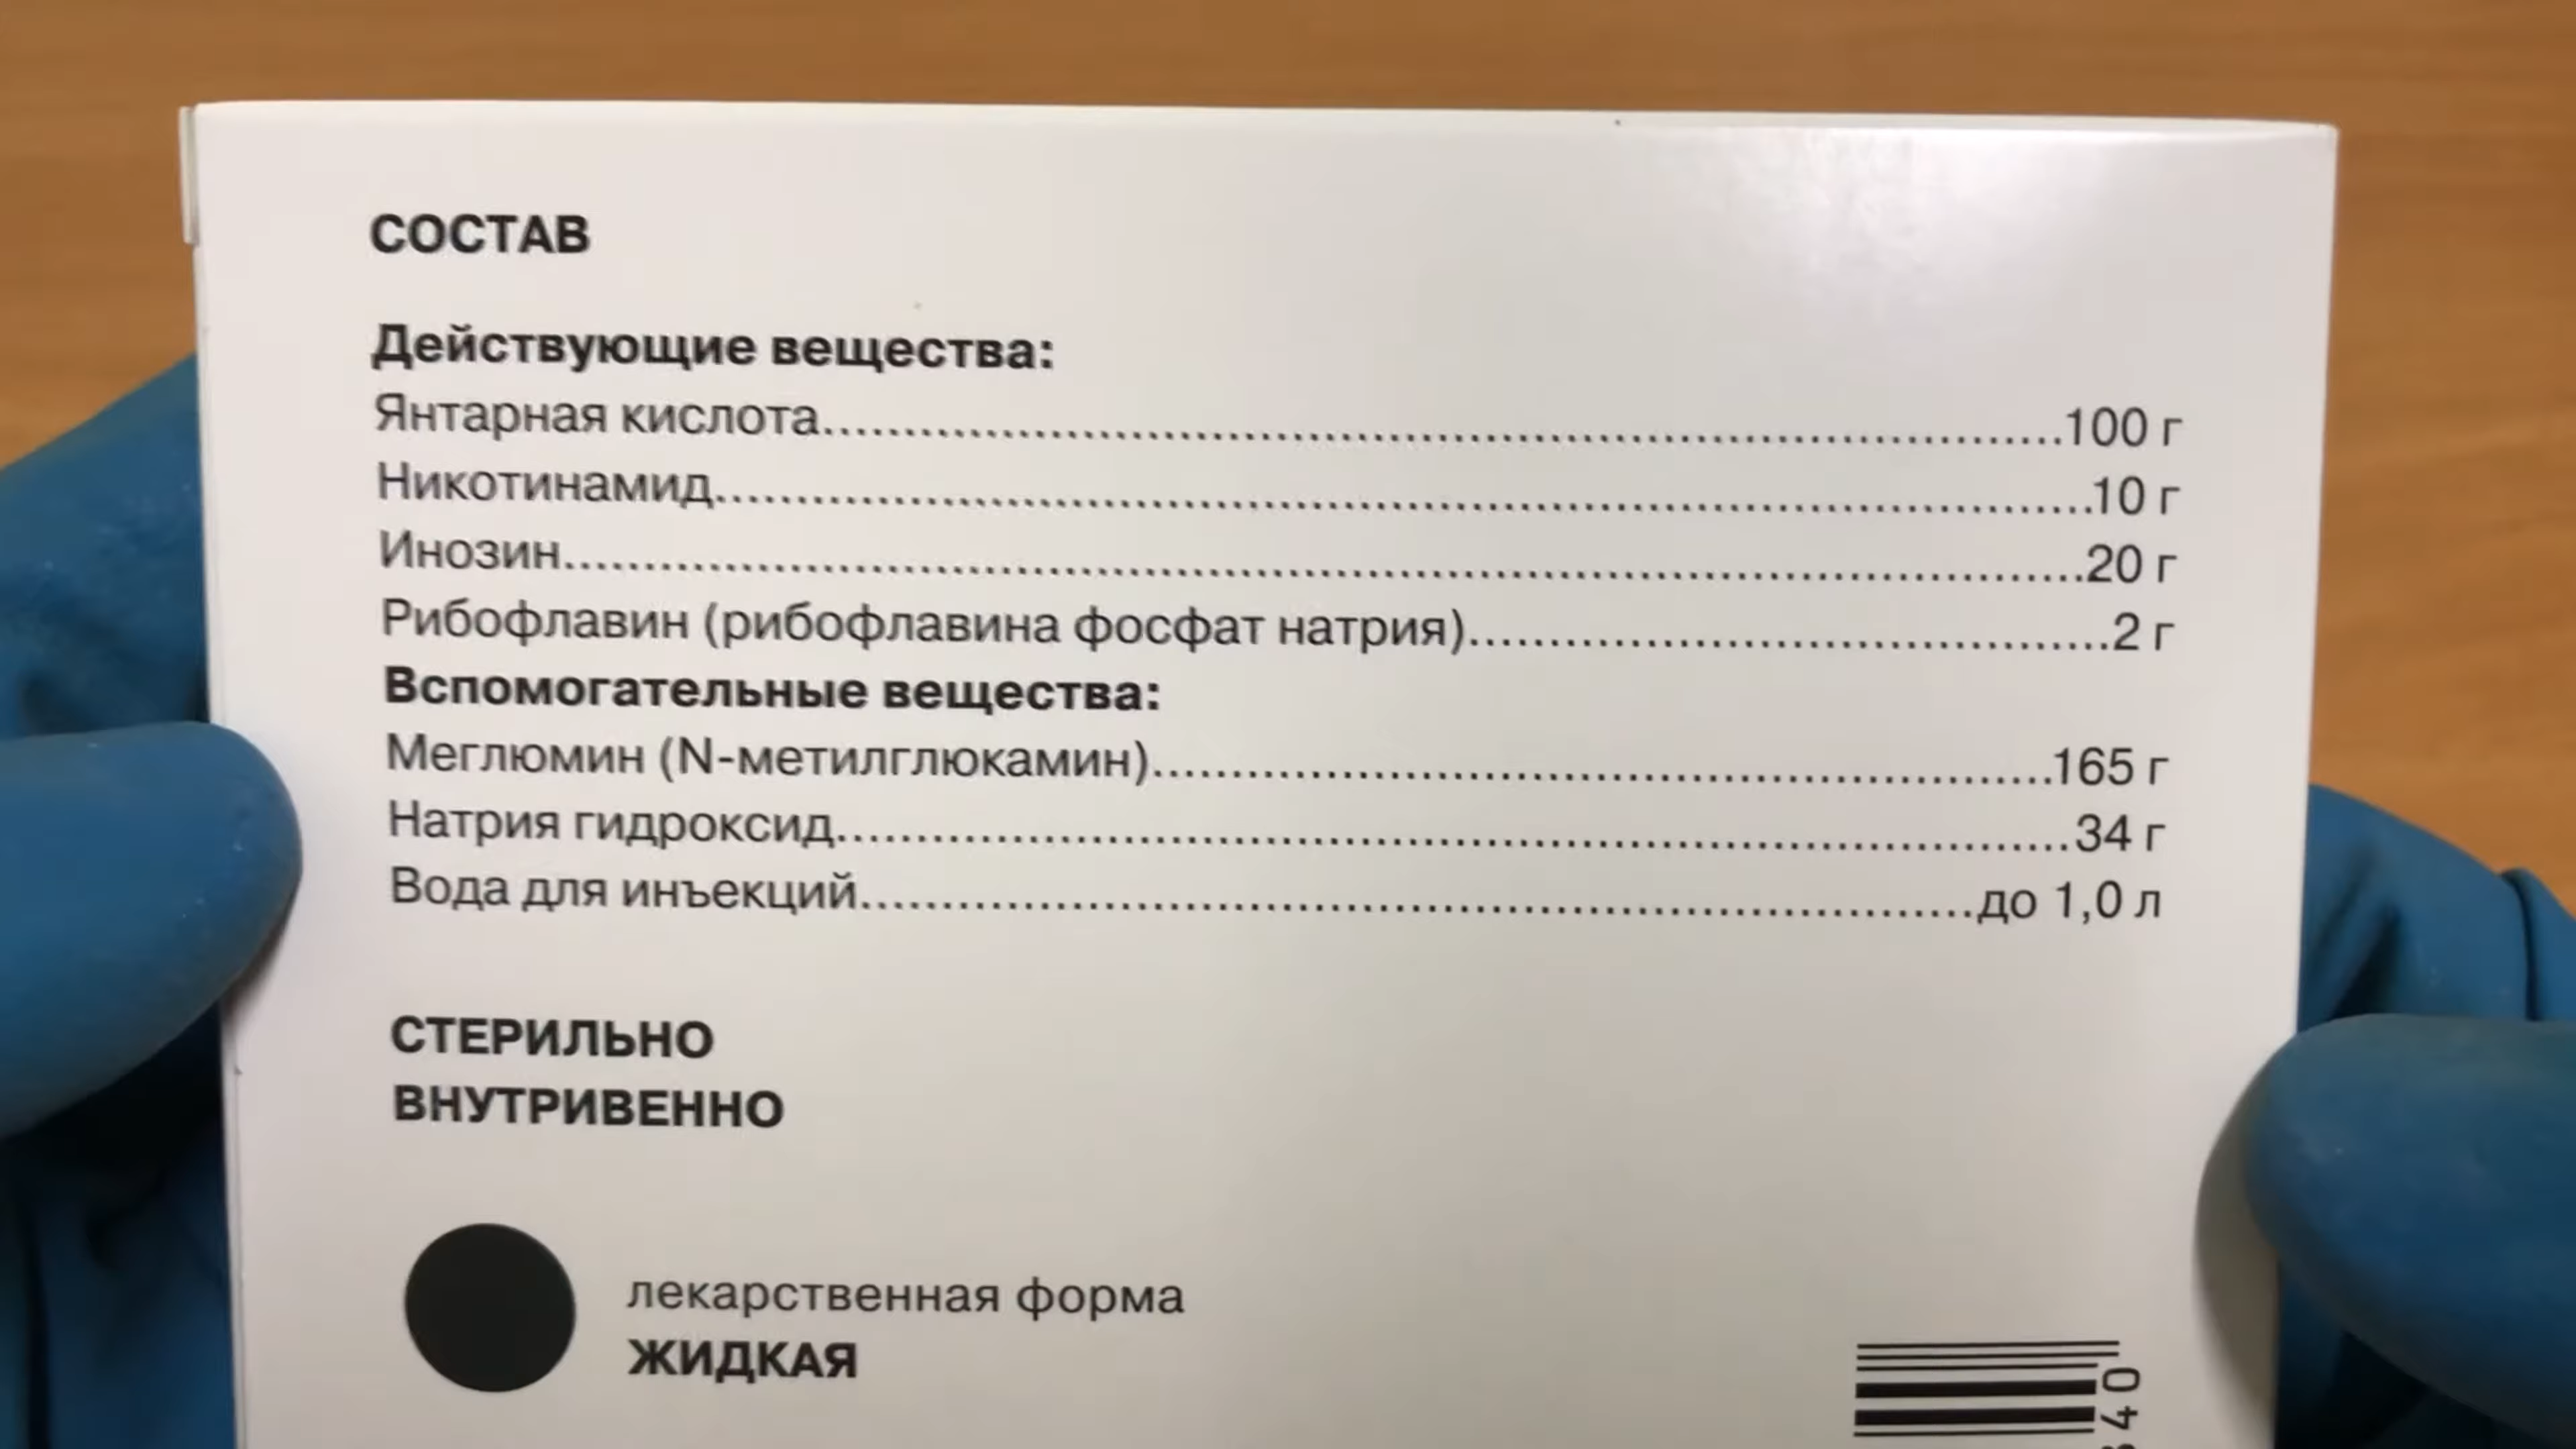 СОСТАВ
Действующие вещества:
Янтарная кислота....................100 г
Никотинамид....................10 г
Инозин....................20 г
Рибофлавин (рибофлавина фосфат натрия)....................2 г
Вспомогательные вещества:
Меглюмин (N-метилглюкамин)....................165 г
Натрия гидроксид....................34 г
Вода для инъекций....................до 1,0 л
СТЕРИЛЬНО
ВНУТРИВЕННО
лекарственная форма
ЖИДКАЯ
40